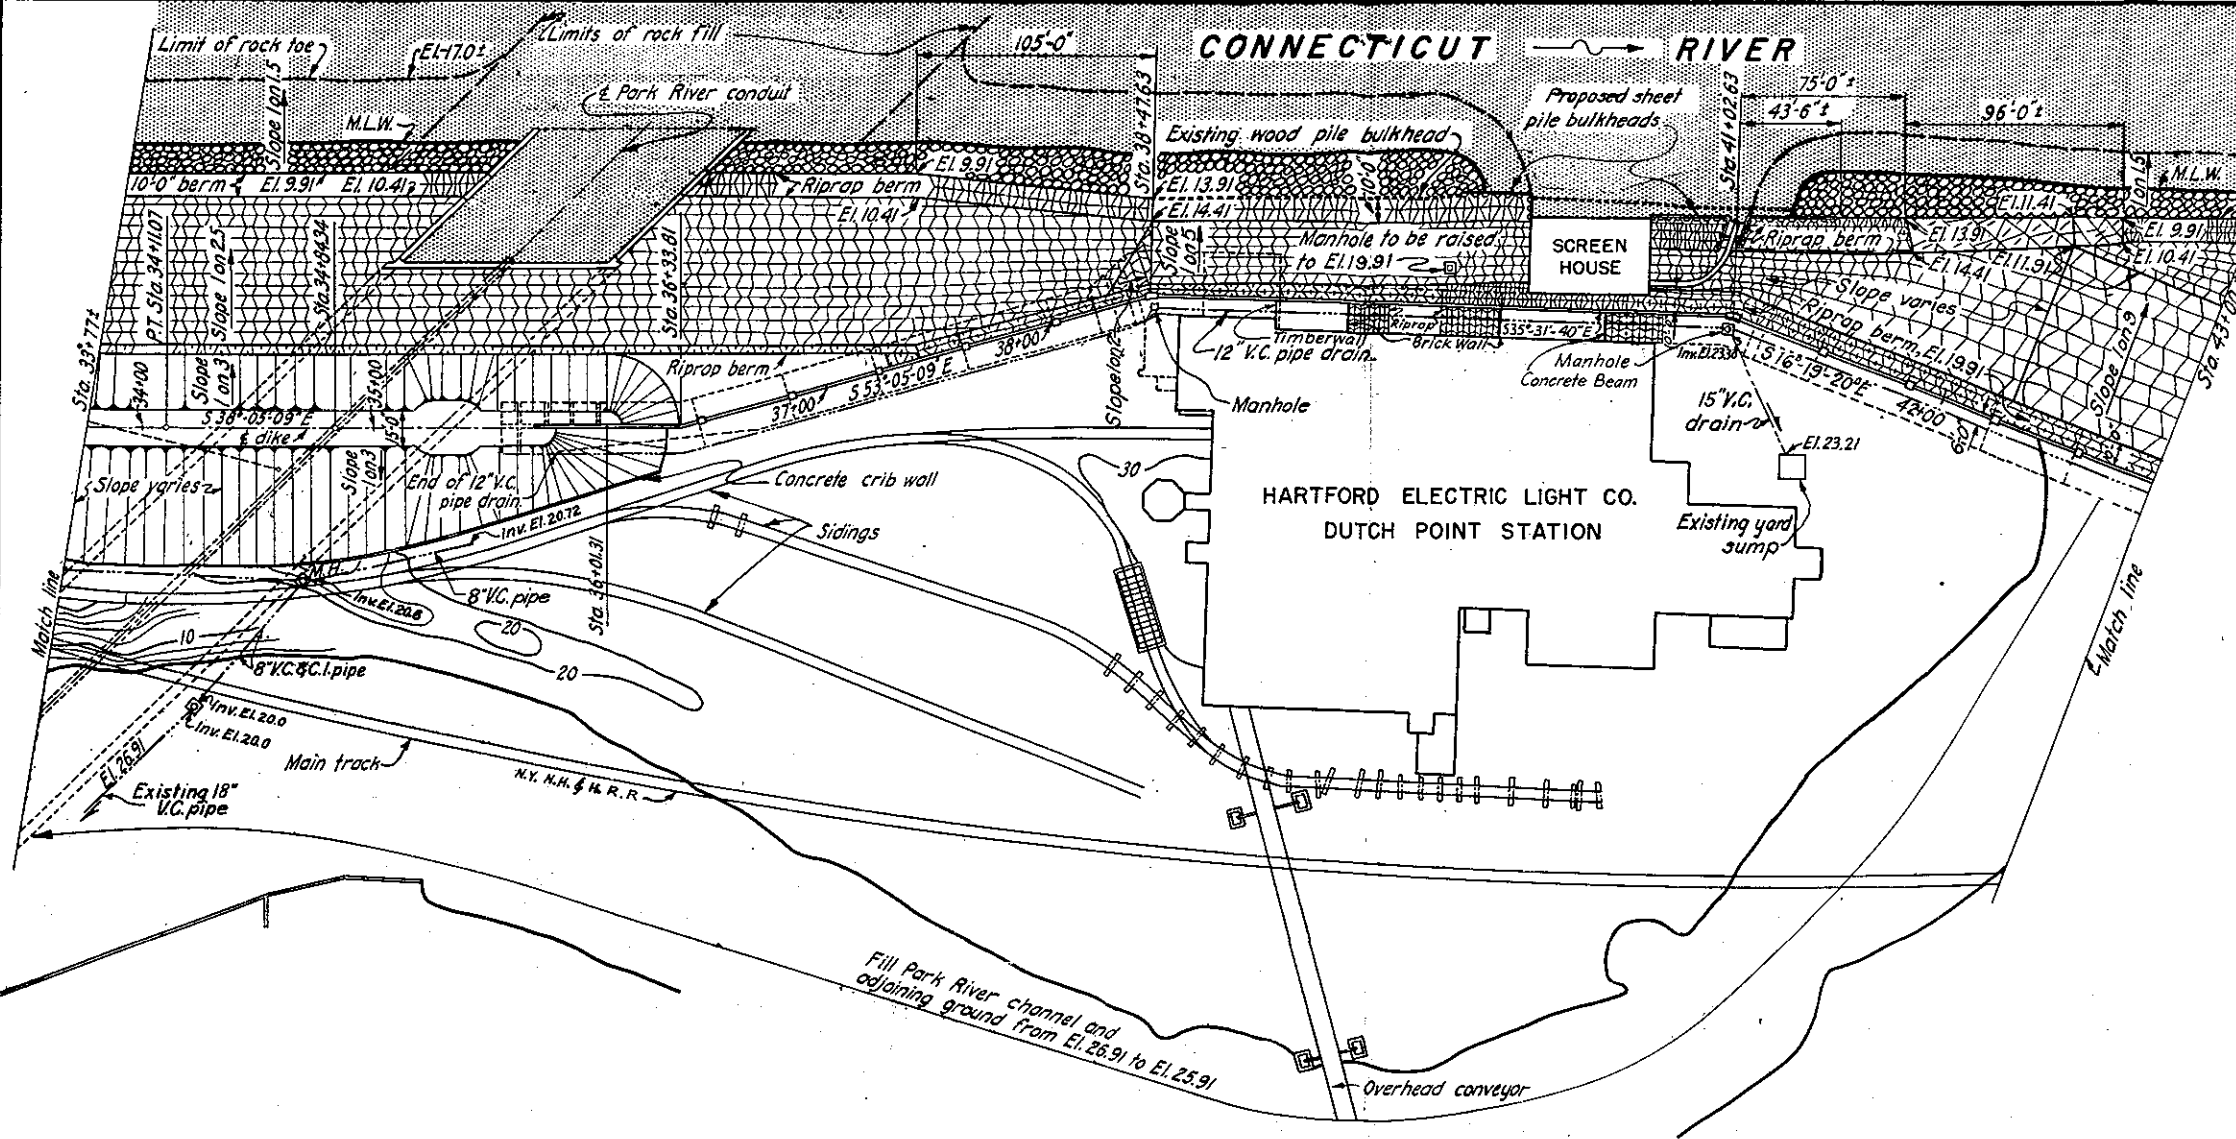 CONNECTICUT RIVER
Limit of rock toe
El.-17.0±
Limits of rock fill
105'-0"
75'-0"±
43'-6"±
96'-0"±
Slope 1 on 1.5
℄ Park River conduit
M.L.W.
Existing wood pile bulkhead
Proposed sheet
pile bulkheads
Sta. 38+47.63
Sta. 41+02.63
1 on 1.5
M.L.W.
10'-0" berm
El. 9.91
El. 10.41
Riprap berm
El. 9.91
El. 10.41
El. 13.91
El. 14.41
10'-0"
Manhole to be raised
to El. 19.91
SCREEN
HOUSE
Riprap berm
El. 11.41
El. 13.91
El. 14.41
El. 11.91
El. 9.91
El. 10.41
Sta. 33+77±
P.T. Sta. 34+11.07
Slope 1 on 2.5
Sta. 34+84.34
Sta. 36+33.81
Slope
1 on 5
Slope varies
Riprap berm, El. 19.91
Slope 1 on 9
34+00
Slope
1 on 3
35+00
15'-0"
S 38°-05'-09" E
℄ dike
Riprap berm
37+00
S 53°-05'-09" E
38+00
Slope 1 on 2
12" V.C. pipe drain
Timber wall
Riprap
Brick wall
S 35°-31'-40" E
Manhole
Concrete Beam
S 16°-19'-20" E
42+00
6'-0"
Manhole
15" V.C.
drain
El. 23.21
Existing yard
sump
Slope varies
Slope
1 on 3
End of 12" V.C.
pipe drain
Inv. El. 20.72
Concrete crib wall
Sidings
30
HARTFORD ELECTRIC LIGHT CO.
DUTCH POINT STATION
Sta. 36+01.31
M.H.
Inv. El. 20.8
8" V.C. pipe
20
20
10
8" V.C. & C.I. pipe
Match line
Match line
Inv. El. 20.0
Inv. El. 20.0
El. 26.91
Main track
N.Y. N.H. & H. R.R.
Existing 18"
V.C. pipe
Fill Park River channel and
adjoining ground from El. 26.91 to El. 25.91
Overhead conveyor